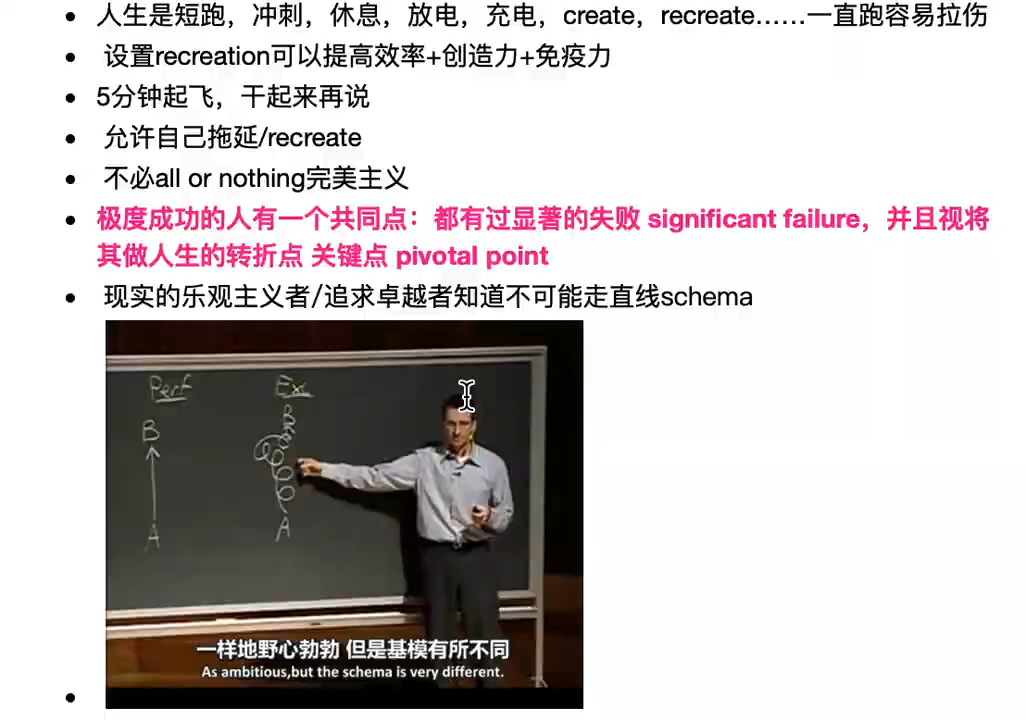 人生是短跑，冲刺，休息，放电，充电，create，recreate……一直跑容易拉伤
设置recreation可以提高效率+创造力+免疫力
5分钟起飞，干起来再说
允许自己拖延/recreate
不必all or nothing完美主义
极度成功的人有一个共同点：都有过显著的失败 significant failure，并且视将
其做人生的转折点 关键点 pivotal point
现实的乐观主义者/追求卓越者知道不可能走直线schema
Perf
Exc
B
B
A
A
一样地野心勃勃 但是基模有所不同
As ambitious,but the schema is very different.